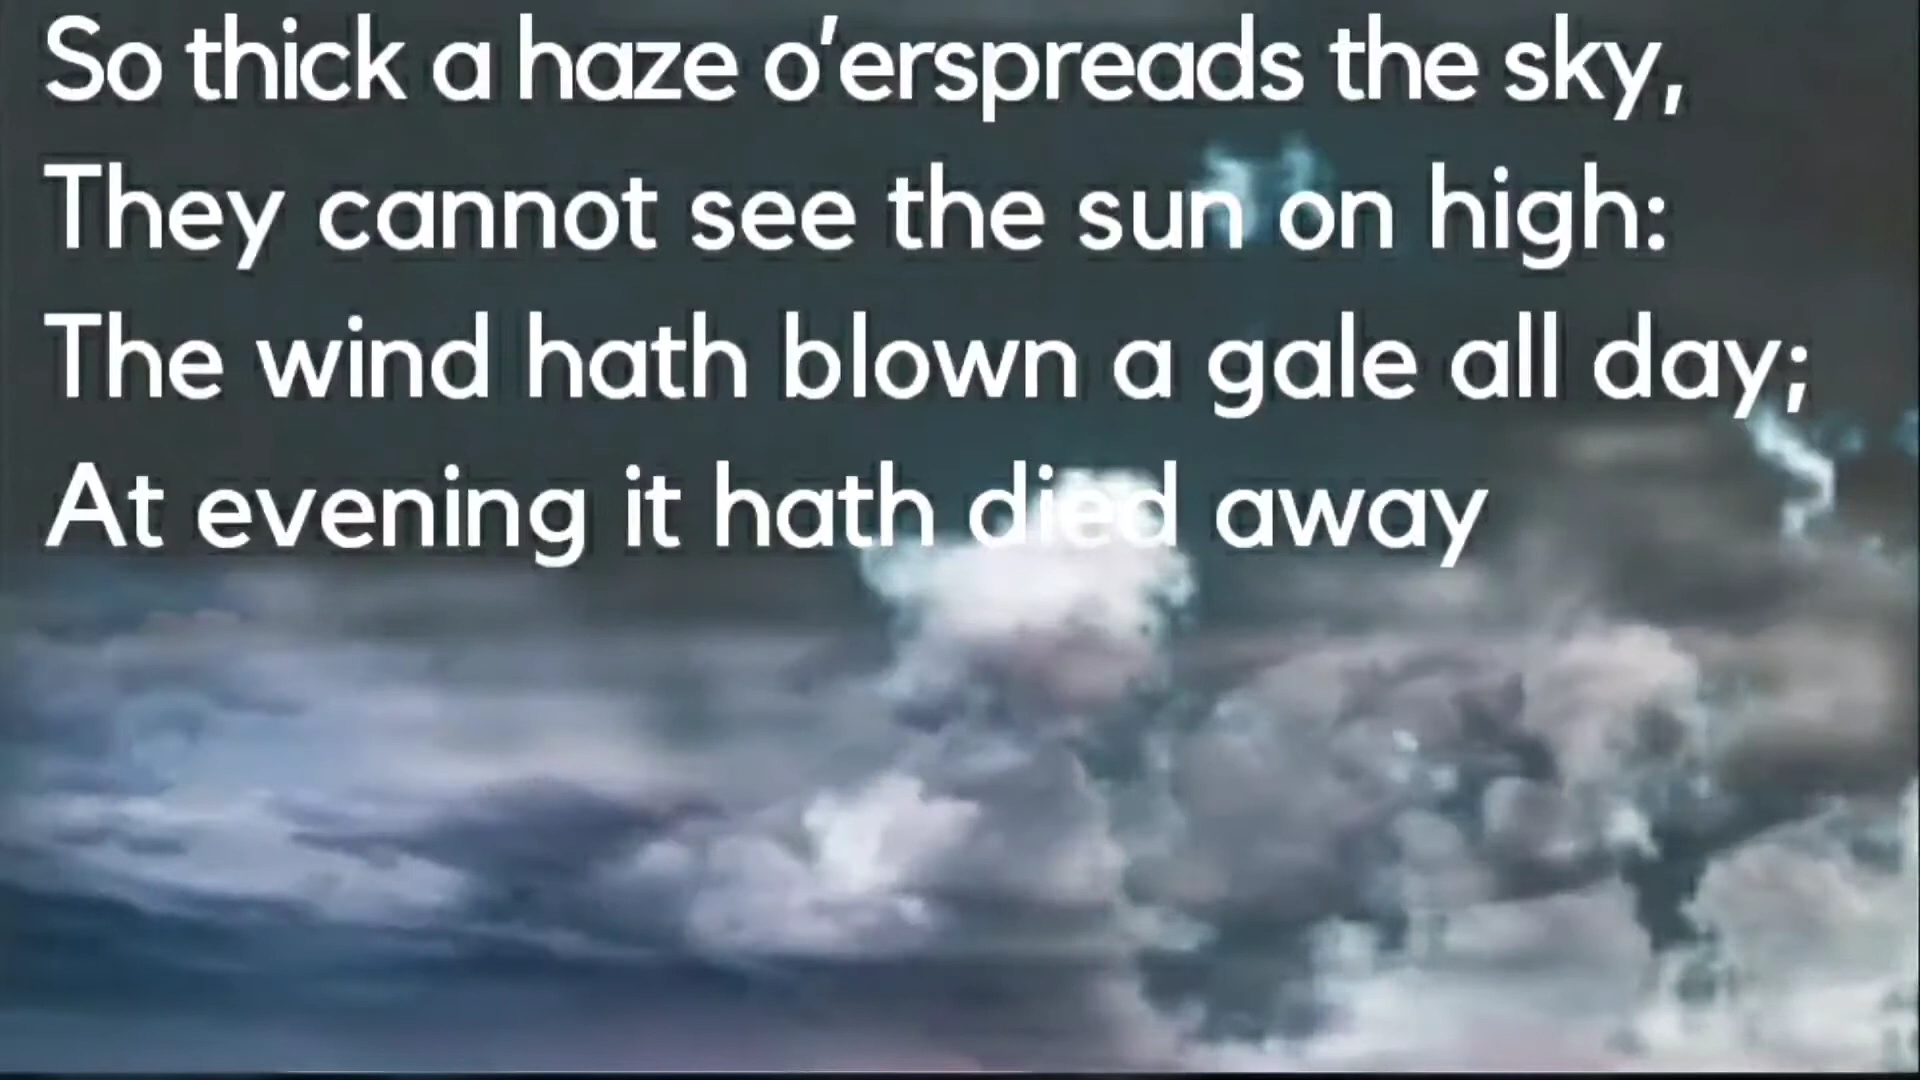 So thick a haze o'erspreads the sky,
They cannot see the sun on high:
The wind hath blown a gale all day;
At evening it hath died away